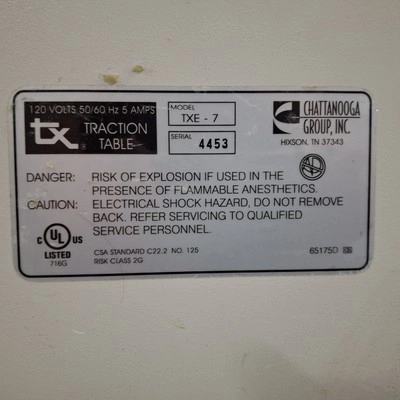 120 VOLTS 50/60 Hz 5 AMPS
MODEL
TXE - 7
CHATTANOOGA
GROUP, INC.
HIXSON, TN 37343
tx
TRACTION
TABLE
SERIAL
4453
DANGER: RISK OF EXPLOSION IF USED IN THE
PRESENCE OF FLAMMABLE ANESTHETICS.
CAUTION: ELECTRICAL SHOCK HAZARD, DO NOT REMOVE
BACK. REFER SERVICING TO QUALIFIED
SERVICE PERSONNEL.
C UL US
LISTED
716G
CSA STANDARD C22.2 NO. 125
RISK CLASS 2G
65175D